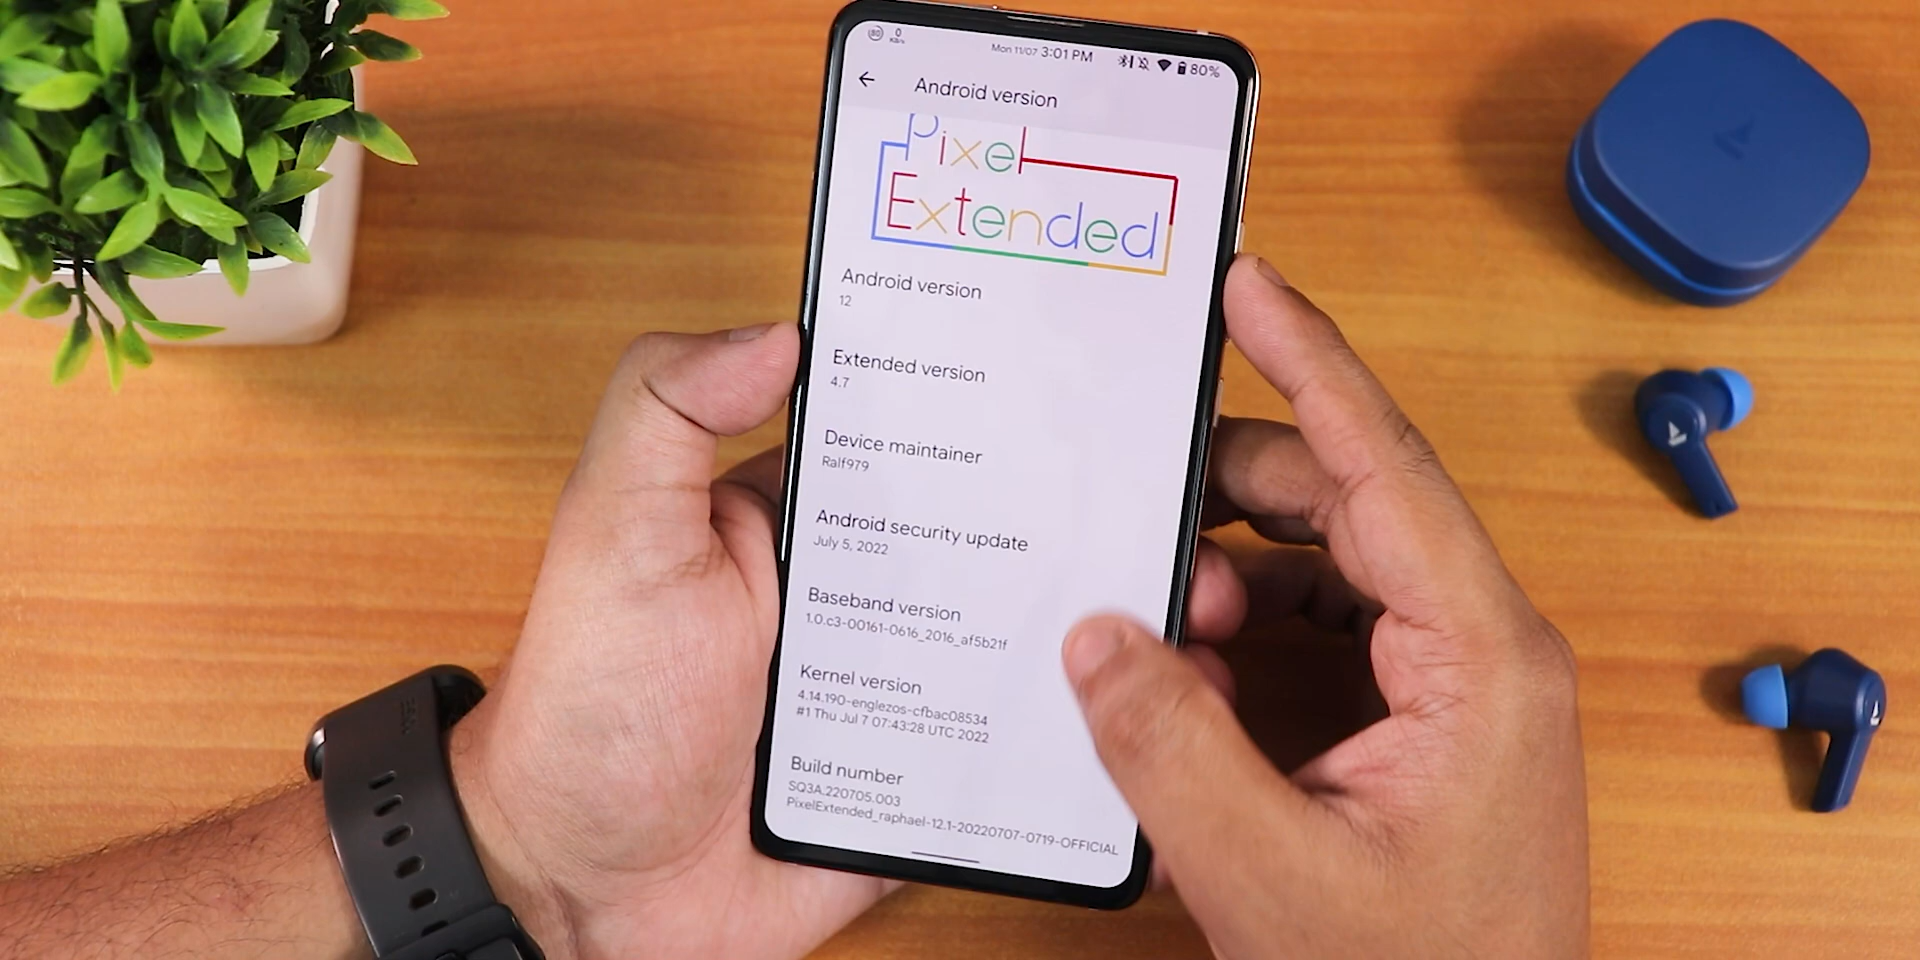 80 0 KB/s Mon 11/07 3:01 PM 80%
Android version
Pixel
Extended
Android version
12
Extended version
4.7
Device maintainer
Ralf979
Android security update
July 5, 2022
Baseband version
1.0.c3-00161-0616_2016_af5b21f
Kernel version
4.14.190-englezos-cfbac08534
#1 Thu Jul 7 07:43:28 UTC 2022
Build number
SQ3A.220705.003
PixelExtended_raphael-12.1-20220707-0719-OFFICIAL